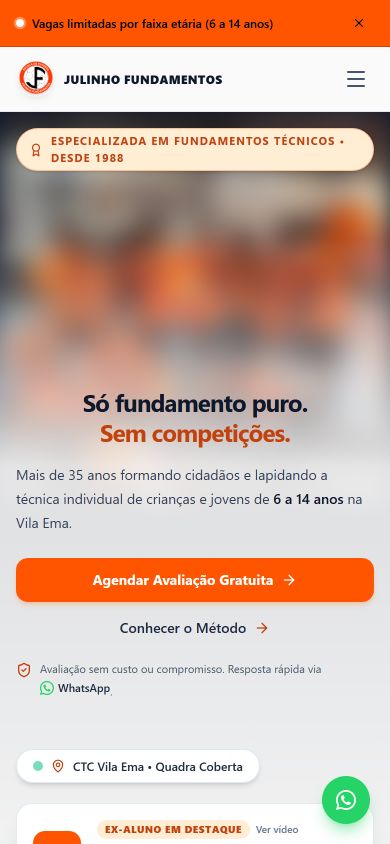 Vagas limitadas por faixa etária (6 a 14 anos)
JF
JULINHO FUNDAMENTOS
ESPECIALIZADA EM FUNDAMENTOS TÉCNICOS •
DESDE 1988
Só fundamento puro.
Sem competições.
Mais de 35 anos formando cidadãos e lapidando a
técnica individual de crianças e jovens de 6 a 14 anos na
Vila Ema.
Agendar Avaliação Gratuita →
Conhecer o Método →
Avaliação sem custo ou compromisso. Resposta rápida via
WhatsApp.
CTC Vila Ema • Quadra Coberta
EX-ALUNO EM DESTAQUE Ver vídeo